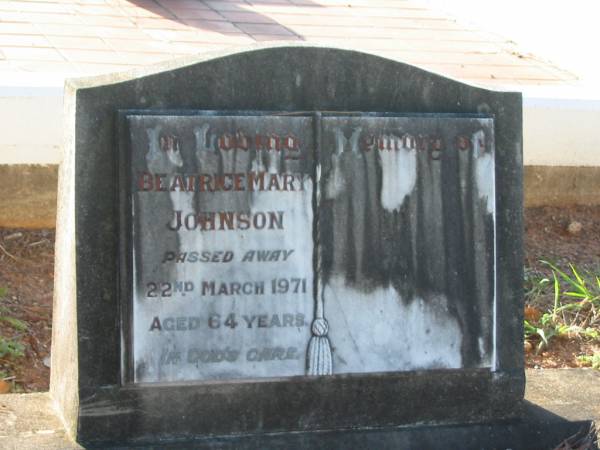 In Loving Memory of
BEATRICE MARY
JOHNSON
PASSED AWAY
22ND MARCH 1971
AGED 64 YEARS.
IN GOD'S CARE.